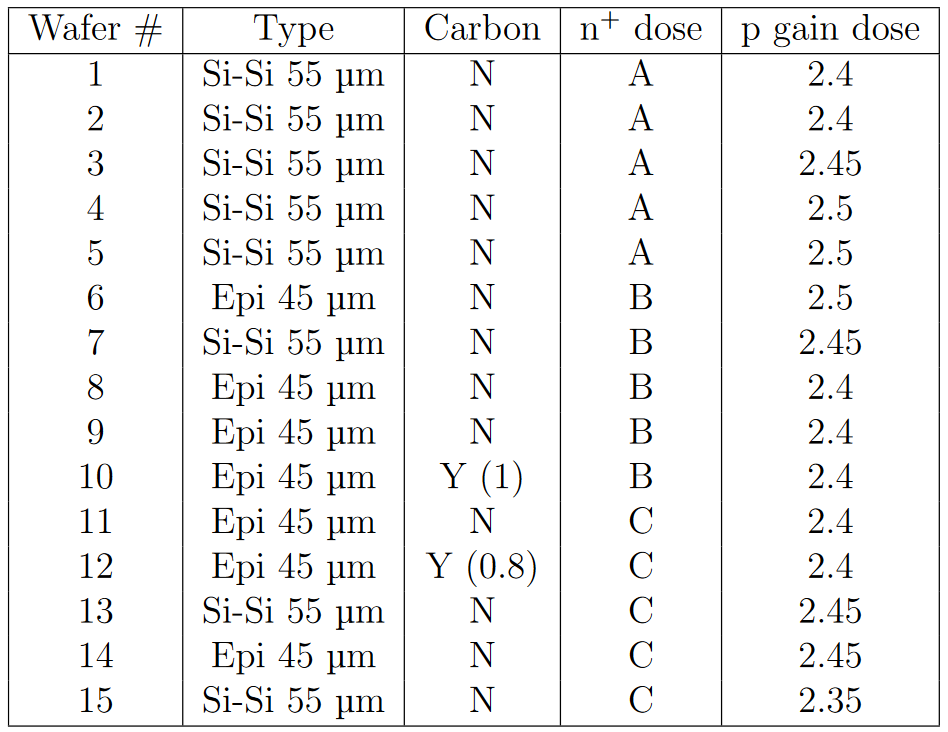 Wafer # Type Carbon n⁺ dose p gain dose
1 Si-Si 55 µm N A 2.4
2 Si-Si 55 µm N A 2.4
3 Si-Si 55 µm N A 2.45
4 Si-Si 55 µm N A 2.5
5 Si-Si 55 µm N A 2.5
6 Epi 45 µm N B 2.5
7 Si-Si 55 µm N B 2.45
8 Epi 45 µm N B 2.4
9 Epi 45 µm N B 2.4
10 Epi 45 µm Y (1) B 2.4
11 Epi 45 µm N C 2.4
12 Epi 45 µm Y (0.8) C 2.4
13 Si-Si 55 µm N C 2.45
14 Epi 45 µm N C 2.45
15 Si-Si 55 µm N C 2.35